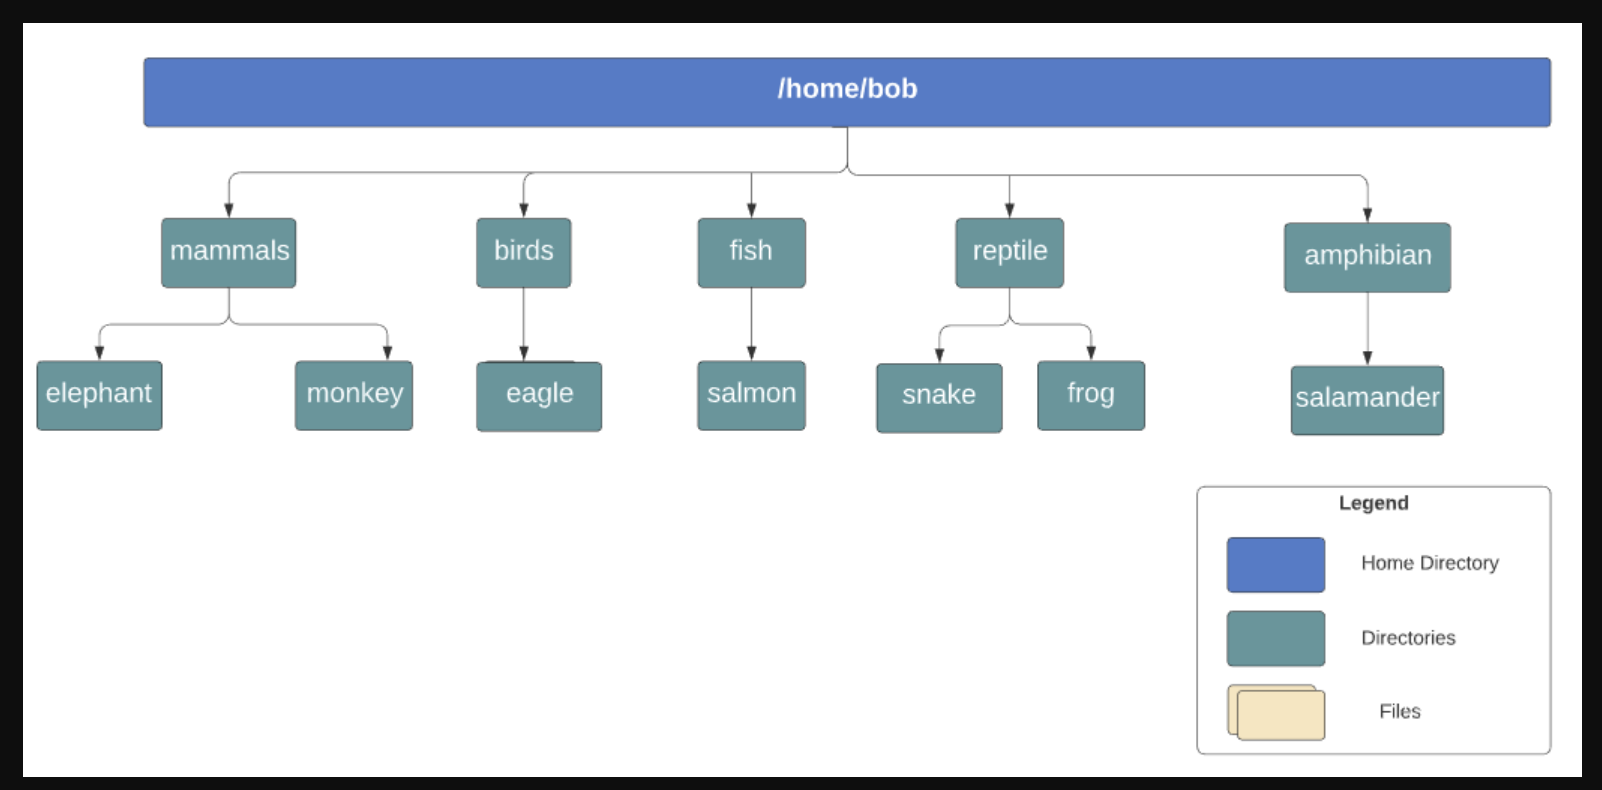 /home/bob
mammals
birds
fish
reptile
amphibian
elephant
monkey
eagle
salmon
snake
frog
salamander
Legend
Home Directory
Directories
Files